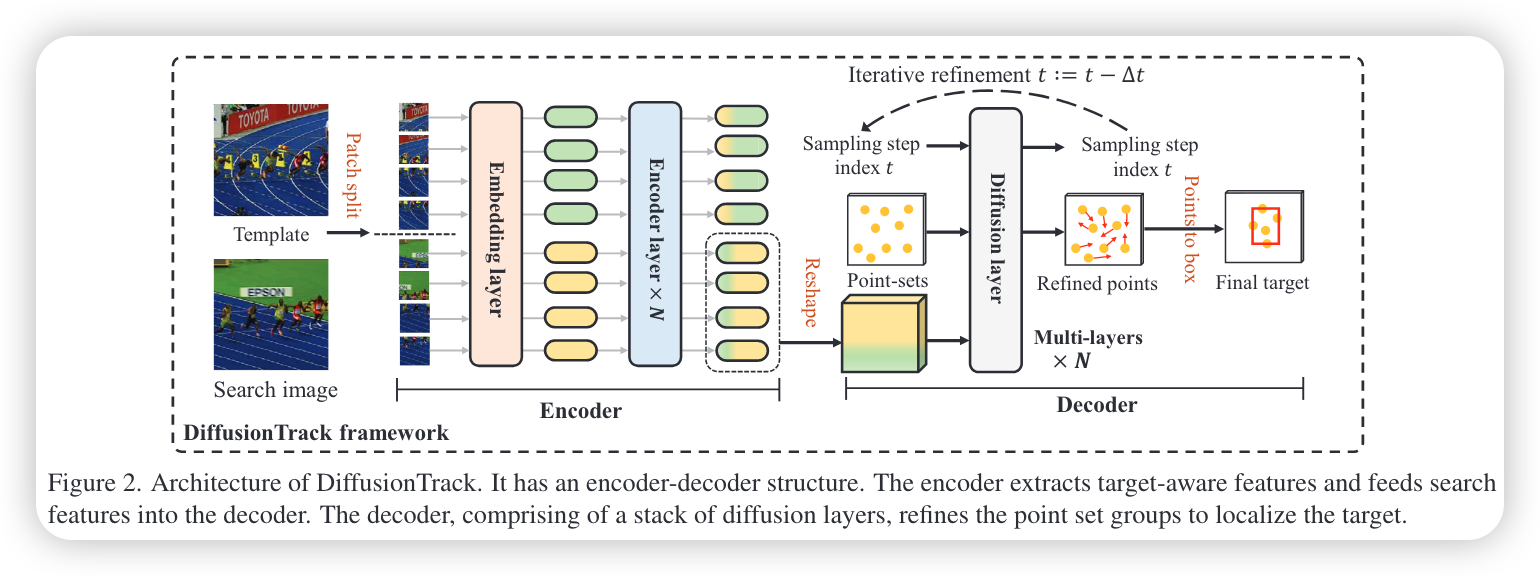 Iterative refinement t := t − Δt
TOYOTA
TOYOTA
Template
Patch split
EPSON
Search image
Embedding layer
Encoder layer × N
Encoder
DiffusionTrack framework
Reshape
Sampling step
index t
Point-sets
Diffusion layer
Sampling step
index t
Refined points
Points to box
Final target
Multi-layers
× N
Decoder
Figure 2. Architecture of DiffusionTrack. It has an encoder-decoder structure. The encoder extracts target-aware features and feeds search
features into the decoder. The decoder, comprising of a stack of diffusion layers, refines the point set groups to localize the target.